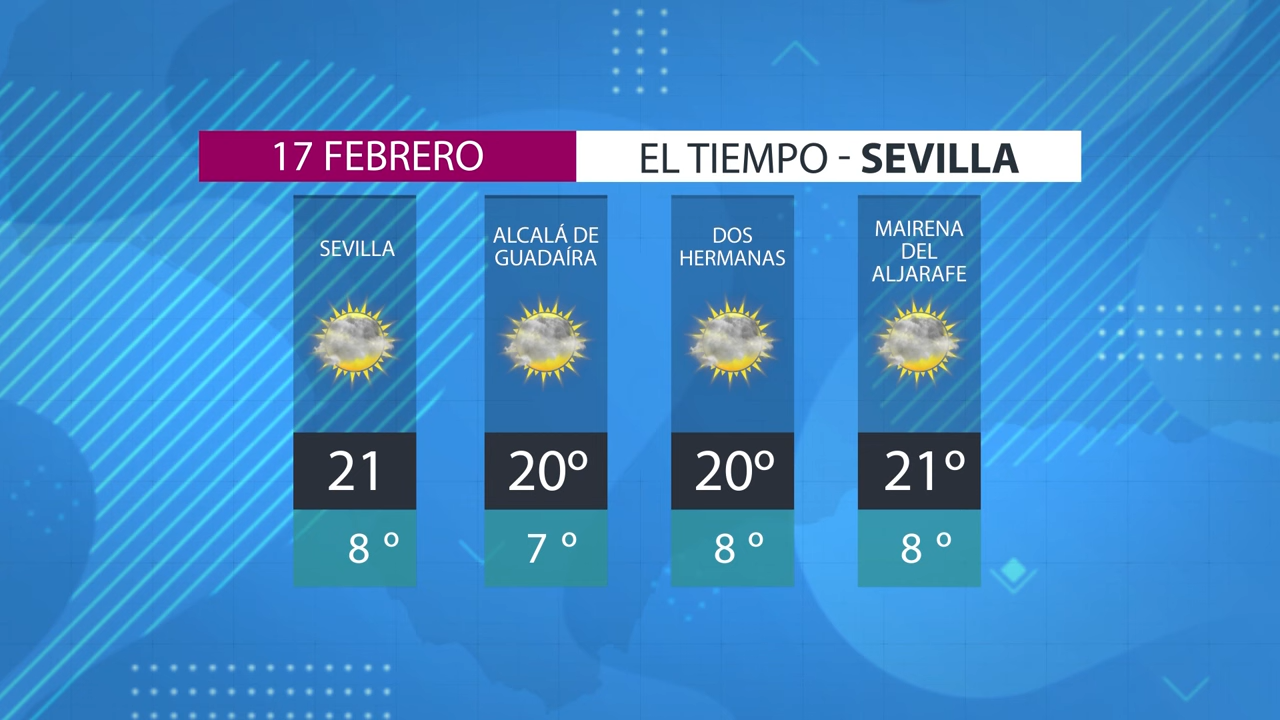 17 FEBRERO
EL TIEMPO - SEVILLA
SEVILLA
21
8 º
ALCALÁ DE
GUADAÍRA
20º
7 º
DOS
HERMANAS
20º
8 º
MAIRENA
DEL
ALJARAFE
21º
8 º